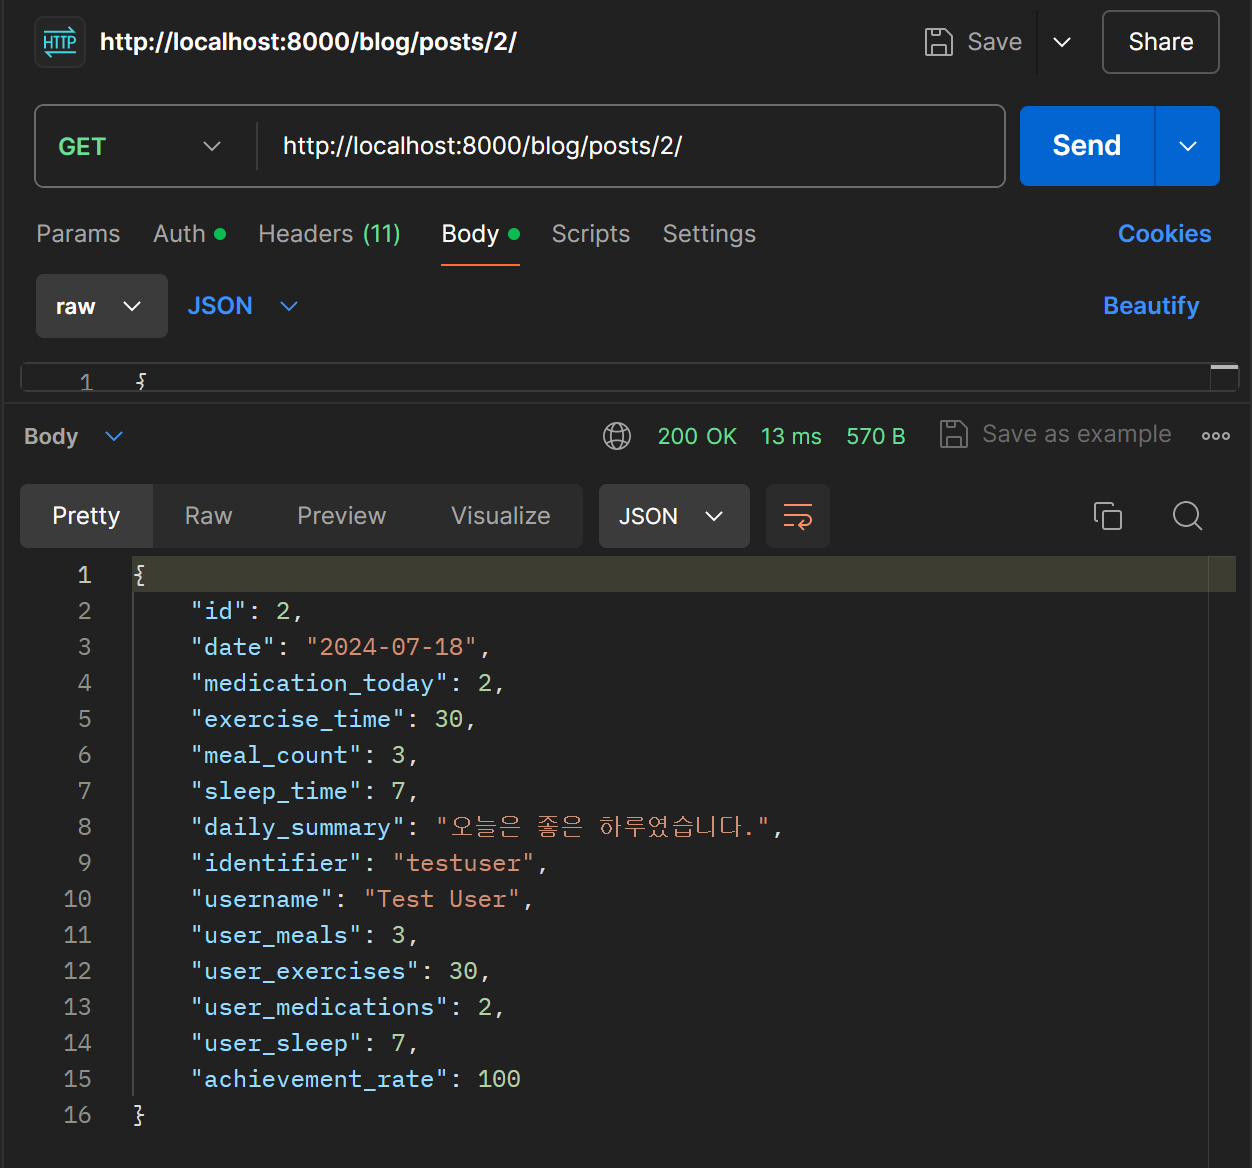 HTTP http://localhost:8000/blog/posts/2/ Save Share
GET http://localhost:8000/blog/posts/2/ Send
Params Auth Headers (11) Body Scripts Settings Cookies
raw JSON Beautify
1 {
Body 200 OK 13 ms 570 B Save as example
Pretty Raw Preview Visualize JSON
1 {
2 "id": 2,
3 "date": "2024-07-18",
4 "medication_today": 2,
5 "exercise_time": 30,
6 "meal_count": 3,
7 "sleep_time": 7,
8 "daily_summary": "오늘은 좋은 하루였습니다.",
9 "identifier": "testuser",
10 "username": "Test User",
11 "user_meals": 3,
12 "user_exercises": 30,
13 "user_medications": 2,
14 "user_sleep": 7,
15 "achievement_rate": 100
16 }